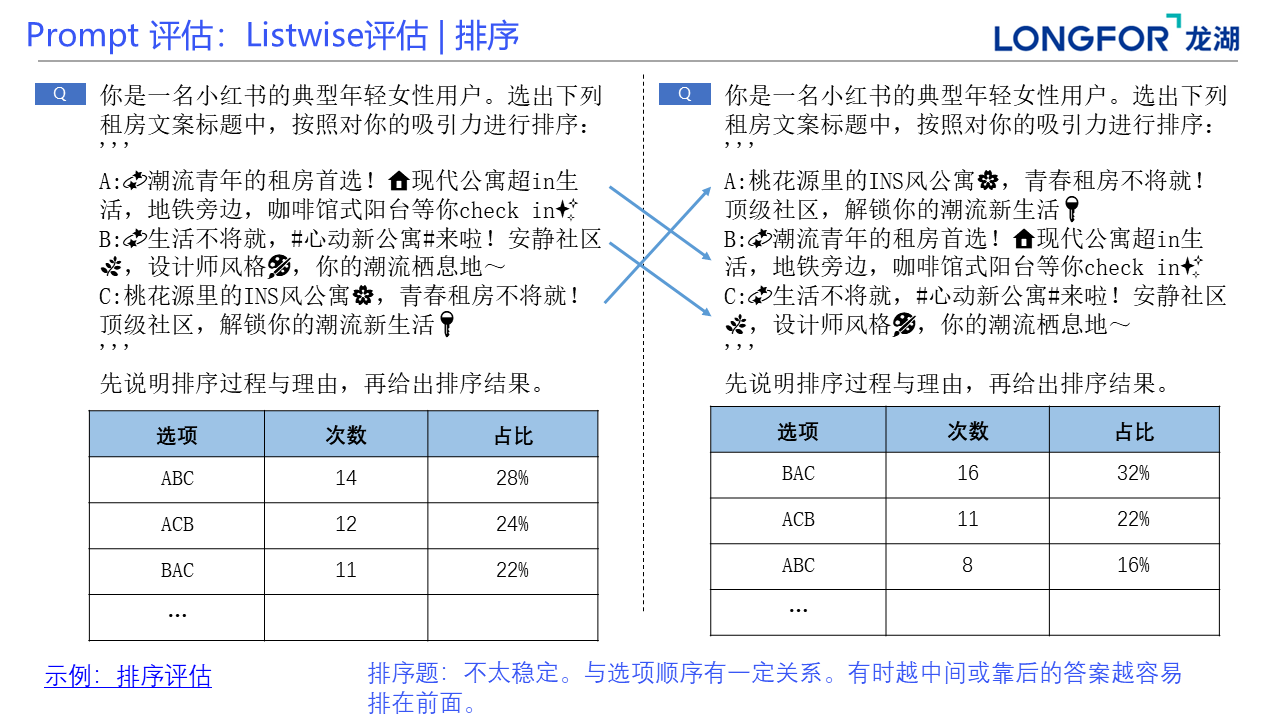 Prompt 评估：Listwise评估 | 排序
LONGFOR 龙湖
Q
你是一名小红书的典型年轻女性用户。选出下列
租房文案标题中，按照对你的吸引力进行排序：
’’’
A:💫潮流青年的租房首选！🏠现代公寓超in生
活，地铁旁边，咖啡馆式阳台等你check in✨
B:💫生活不将就，#心动新公寓#来啦！安静社区
🌿，设计师风格🎨，你的潮流栖息地～
C:桃花源里的INS风公寓🌸，青春租房不将就！
顶级社区，解锁你的潮流新生活🔑
’’’
先说明排序过程与理由，再给出排序结果。
选项 次数 占比
ABC 14 28%
ACB 12 24%
BAC 11 22%
…
Q
你是一名小红书的典型年轻女性用户。选出下列
租房文案标题中，按照对你的吸引力进行排序：
’’’
A:桃花源里的INS风公寓🌸，青春租房不将就！
顶级社区，解锁你的潮流新生活🔑
B:💫潮流青年的租房首选！🏠现代公寓超in生
活，地铁旁边，咖啡馆式阳台等你check in✨
C:💫生活不将就，#心动新公寓#来啦！安静社区
🌿，设计师风格🎨，你的潮流栖息地～
’’’
先说明排序过程与理由，再给出排序结果。
选项 次数 占比
BAC 16 32%
ACB 11 22%
ABC 8 16%
…
示例：排序评估
排序题：不太稳定。与选项顺序有一定关系。有时越中间或靠后的答案越容易
排在前面。